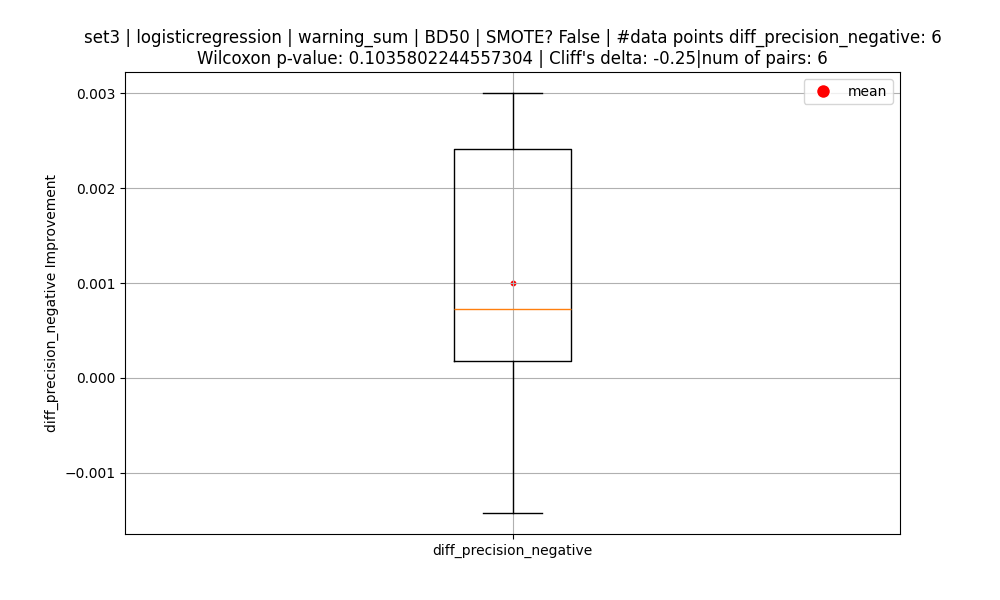 set3 | logisticregression | warning_sum | BD50 | SMOTE? False | #data points diff_precision_negative: 6
Wilcoxon p-value: 0.1035802244557304 | Cliff's delta: -0.25|num of pairs: 6
mean
0.003
0.002
0.001
0.000
−0.001
diff_precision_negative Improvement
diff_precision_negative